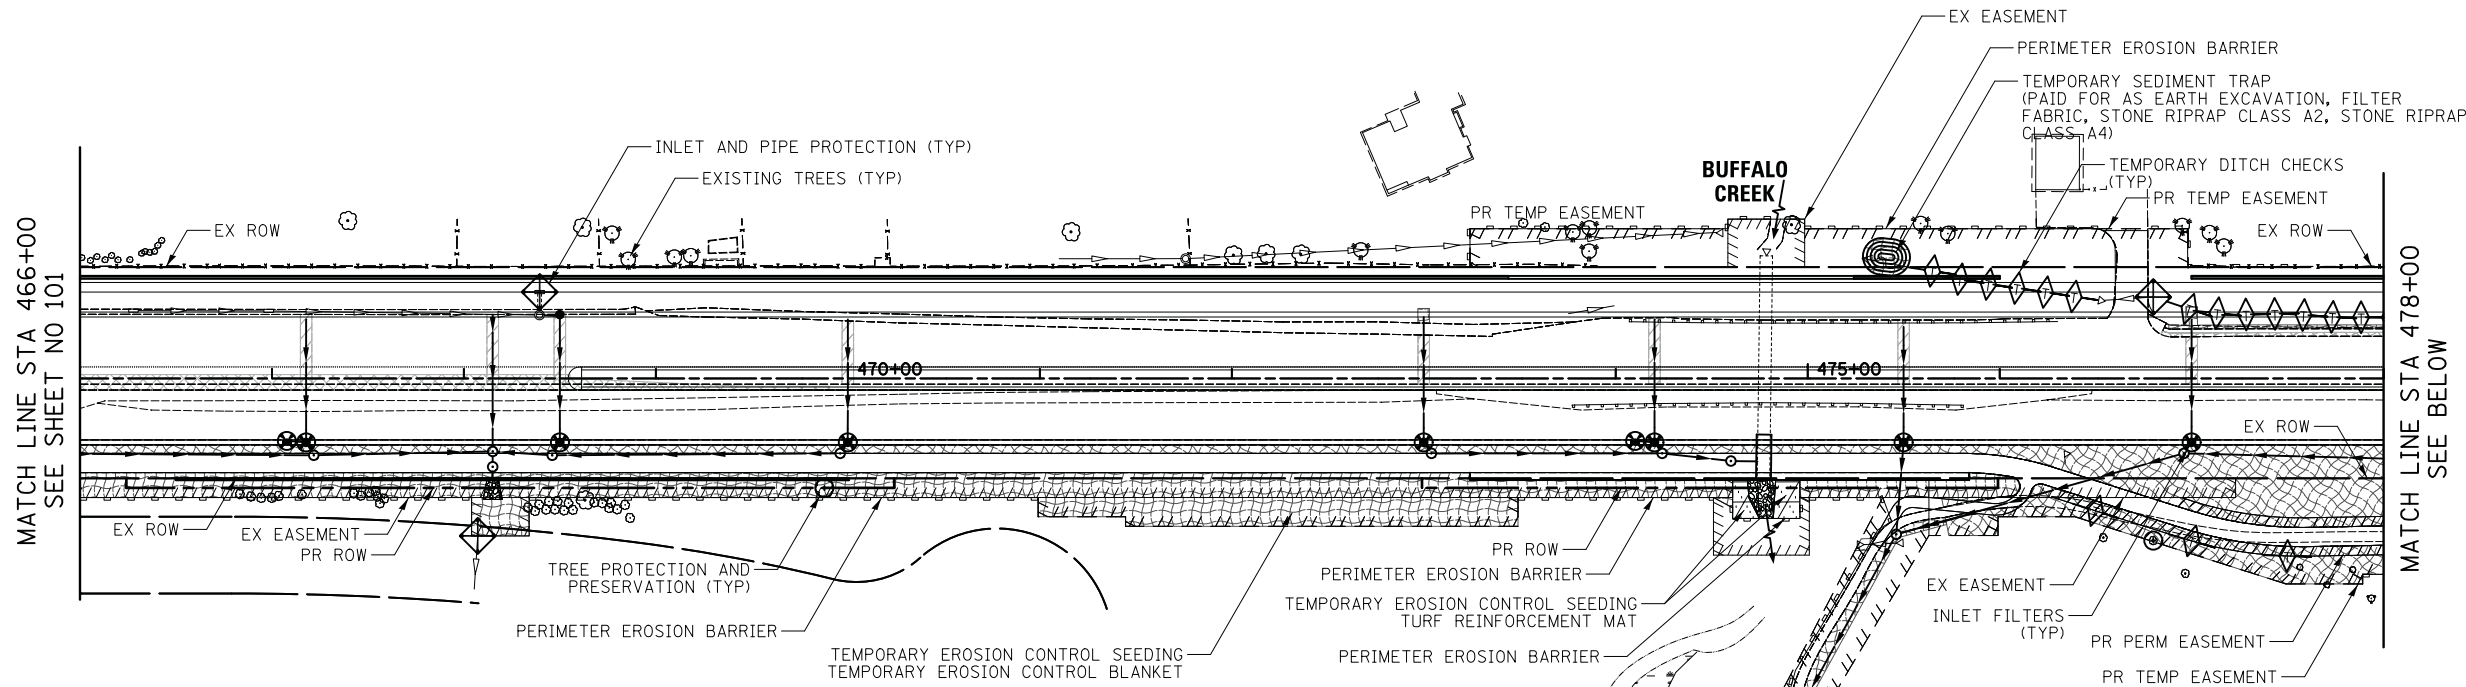 EX EASEMENT
PERIMETER EROSION BARRIER
TEMPORARY SEDIMENT TRAP
(PAID FOR AS EARTH EXCAVATION, FILTER
FABRIC, STONE RIPRAP CLASS A2, STONE RIPRAP
CLASS A4)
INLET AND PIPE PROTECTION (TYP)
EXISTING TREES (TYP)
BUFFALO
CREEK
TEMPORARY DITCH CHECKS
(TYP)
PR TEMP EASEMENT
PR TEMP EASEMENT
EX ROW
EX ROW
MATCH LINE STA 466+00
SEE SHEET NO 101
470+00
475+00
MATCH LINE STA 478+00
SEE BELOW
EX ROW
EX ROW
EX EASEMENT
PR ROW
TREE PROTECTION AND
PRESERVATION (TYP)
PERIMETER EROSION BARRIER
TEMPORARY EROSION CONTROL SEEDING
TEMPORARY EROSION CONTROL BLANKET
PR ROW
PERIMETER EROSION BARRIER
TEMPORARY EROSION CONTROL SEEDING
TURF REINFORCEMENT MAT
PERIMETER EROSION BARRIER
EX EASEMENT
INLET FILTERS
(TYP)
PR PERM EASEMENT
PR TEMP EASEMENT